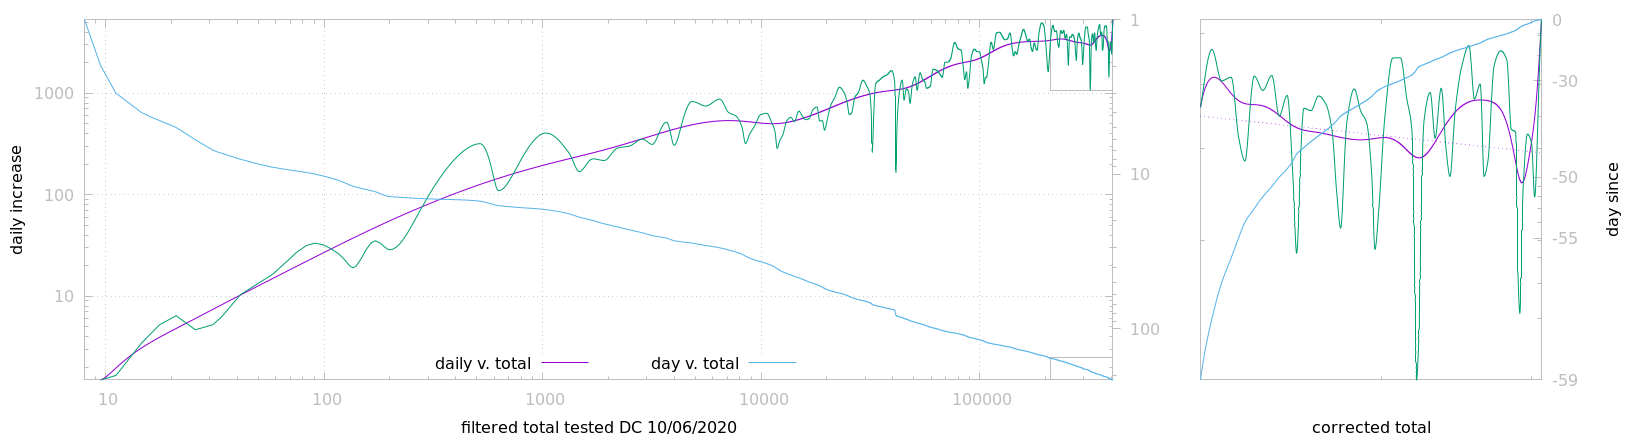 daily increase
1000
100
10
10
100
1000
10000
100000
1
10
100
daily v. total
day v. total
filtered total tested DC 10/06/2020
0
-30
-50
-55
-59
day since
corrected total